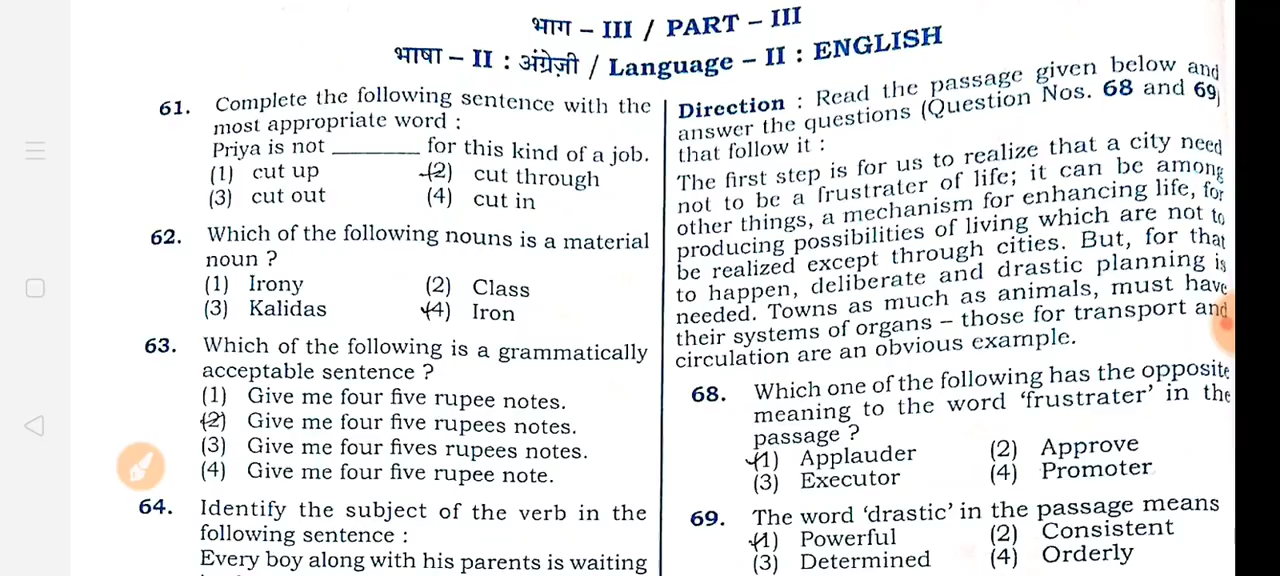 भाग – III / PART – III
भाषा – II : अंग्रेज़ी / Language – II : ENGLISH
61. Complete the following sentence with the
most appropriate word :
Priya is not ________ for this kind of a job.
(1) cut up (2) cut through
(3) cut out (4) cut in
62. Which of the following nouns is a material
noun ?
(1) Irony (2) Class
(3) Kalidas (4) Iron
63. Which of the following is a grammatically
acceptable sentence ?
(1) Give me four five rupee notes.
(2) Give me four five rupees notes.
(3) Give me four fives rupees notes.
(4) Give me four five rupee note.
64. Identify the subject of the verb in the
following sentence :
Every boy along with his parents is waiting
Direction : Read the passage given below and
answer the questions (Question Nos. 68 and 69)
that follow it :
The first step is for us to realize that a city need
not to be a frustrater of life; it can be among
other things, a mechanism for enhancing life, for
producing possibilities of living which are not to
be realized except through cities. But, for that
to happen, deliberate and drastic planning is
needed. Towns as much as animals, must have
their systems of organs – those for transport and
circulation are an obvious example.
68. Which one of the following has the opposite
meaning to the word ‘frustrater’ in the
passage ?
(1) Applauder (2) Approve
(3) Executor (4) Promoter
69. The word ‘drastic’ in the passage means
(1) Powerful (2) Consistent
(3) Determined (4) Orderly